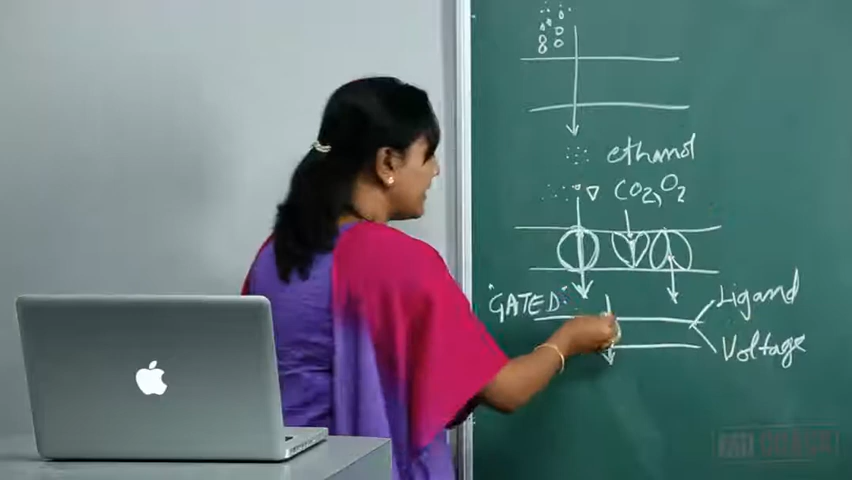 ethanol
CO2, O2
"GATED"
Ligand
Voltage